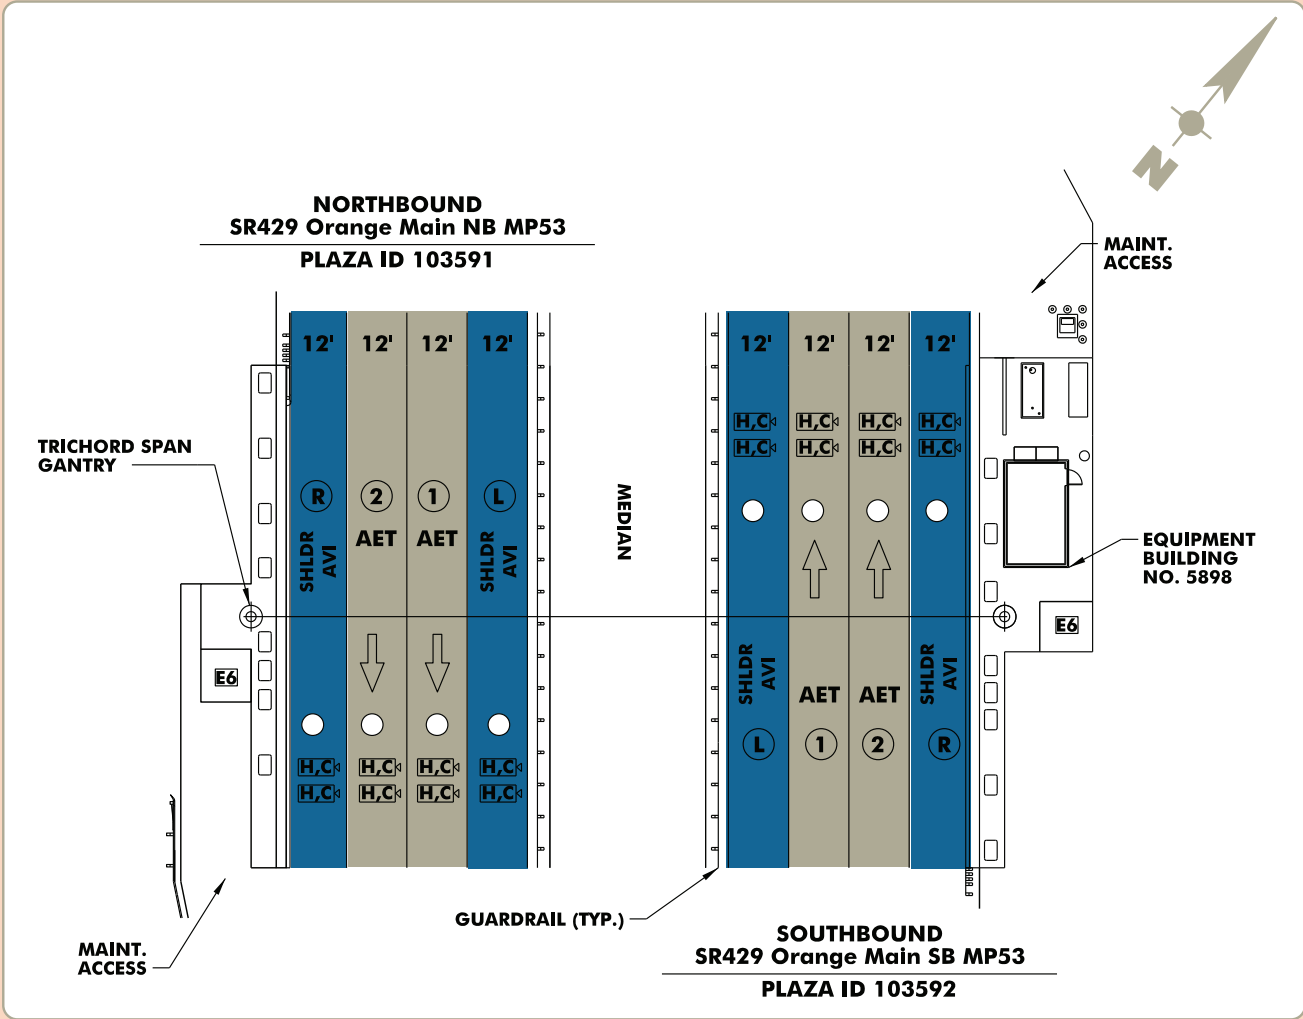 N
NORTHBOUND
SR429 Orange Main NB MP53
PLAZA ID 103591
MAINT.
ACCESS
12' 12' 12' 12'
12' 12' 12' 12'
H,C H,C H,C H,C
H,C H,C H,C H,C
TRICHORD SPAN
GANTRY
R 2 1 L
SHLDR
AVI
AET AET
SHLDR
AVI
MEDIAN
EQUIPMENT
BUILDING
NO. 5898
E6
E6
SHLDR
AVI
AET AET
SHLDR
AVI
L 1 2 R
H,C H,C H,C H,C
H,C H,C H,C H,C
GUARDRAIL (TYP.)
MAINT.
ACCESS
SOUTHBOUND
SR429 Orange Main SB MP53
PLAZA ID 103592